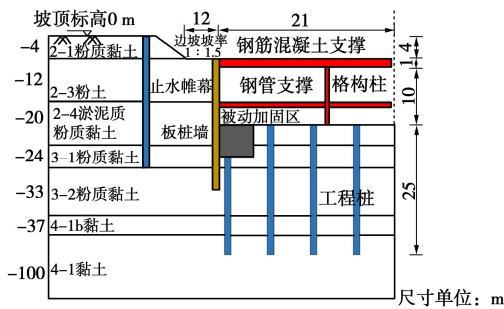 坡顶标高0 m
12
21
-4
2-1粉质黏土
边坡坡率
1:1.5
钢筋混凝土支撑
4
1
-12
2-3粉土
止水帷幕
钢管支撑
格构柱
10
-20
2-4淤泥质
粉质黏土
板桩墙
被动加固区
-24
3-1粉质黏土
-33
3-2粉质黏土
工程桩
25
-37
4-1b黏土
-100
4-1黏土
尺寸单位：m